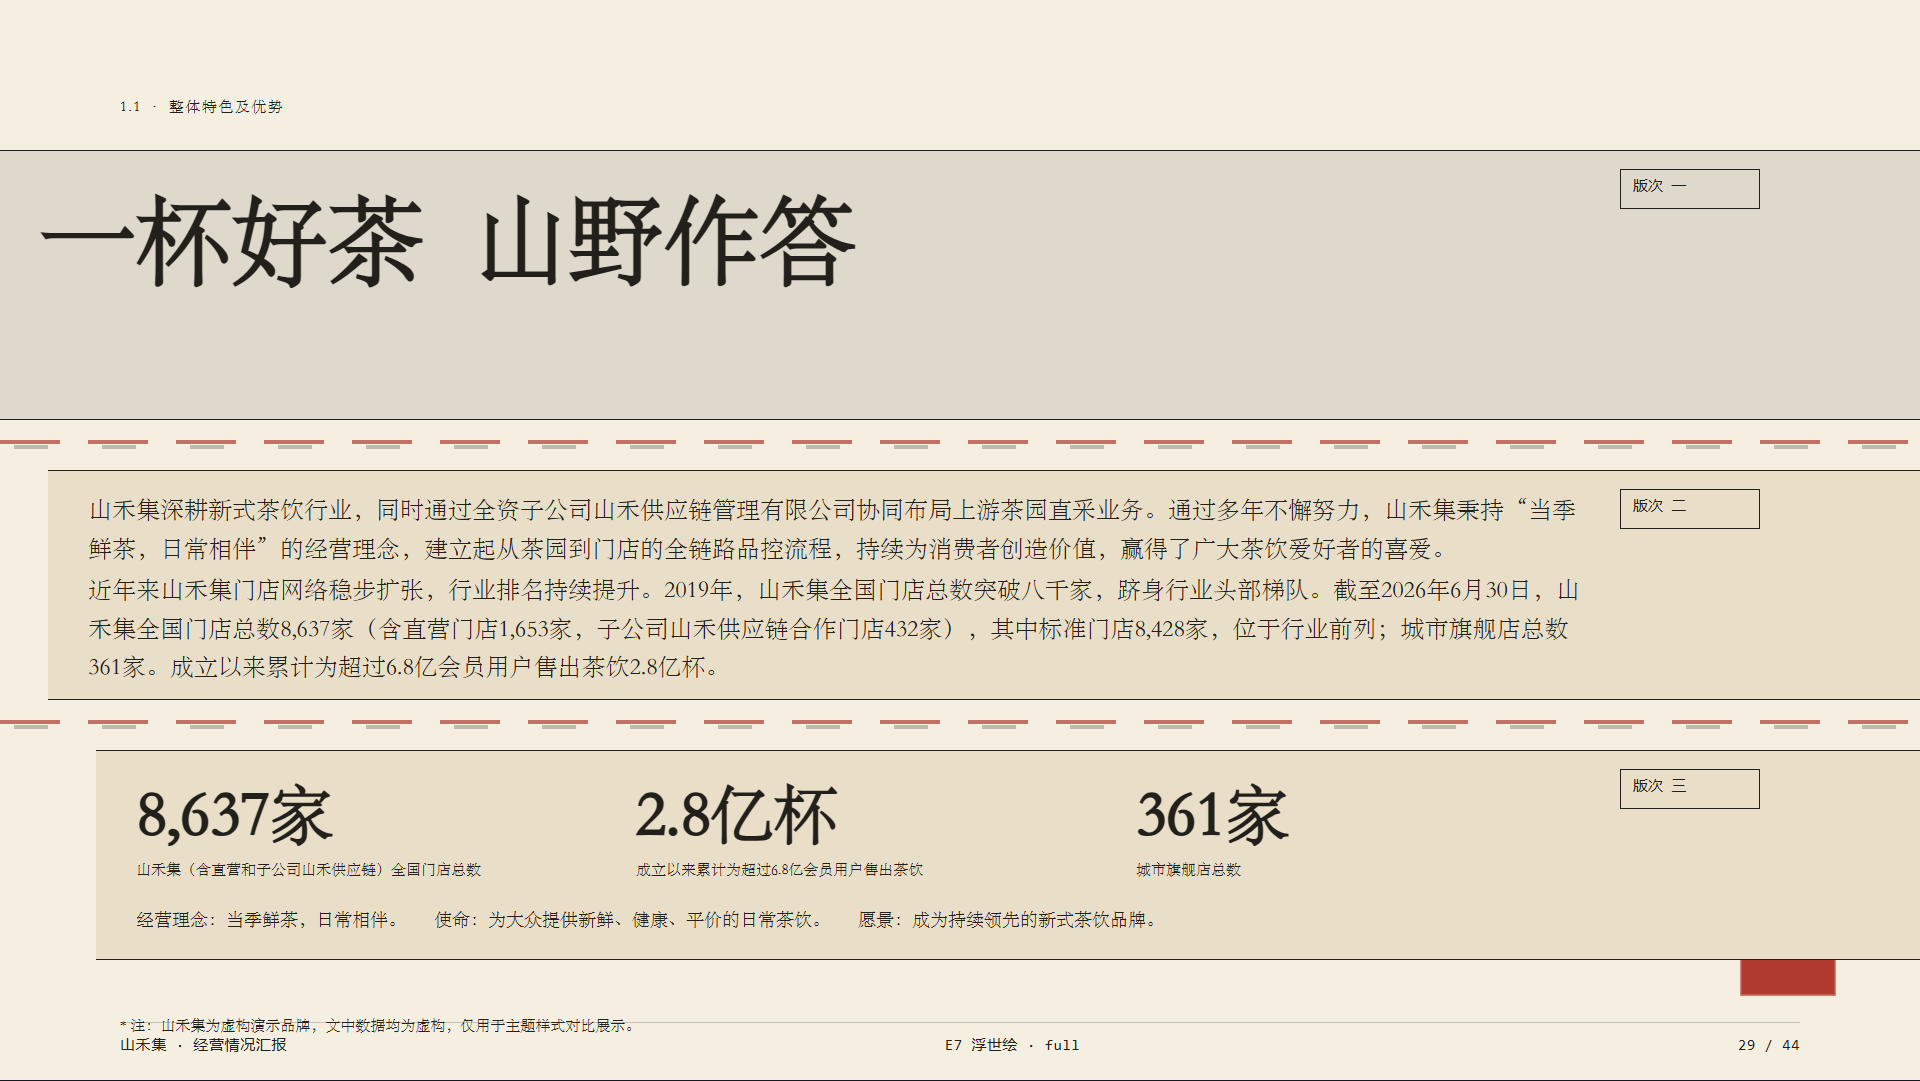 1.1 · 整体特色及优势
一杯好茶 山野作答
版次 一
山禾集深耕新式茶饮行业，同时通过全资子公司山禾供应链管理有限公司协同布局上游茶园直采业务。通过多年不懈努力，山禾集秉持“当季
鲜茶，日常相伴”的经营理念，建立起从茶园到门店的全链路品控流程，持续为消费者创造价值，赢得了广大茶饮爱好者的喜爱。
近年来山禾集门店网络稳步扩张，行业排名持续提升。2019年，山禾集全国门店总数突破八千家，跻身行业头部梯队。截至2026年6月30日，山
禾集全国门店总数8,637家（含直营门店1,653家，子公司山禾供应链合作门店432家），其中标准门店8,428家，位于行业前列；城市旗舰店总数
361家。成立以来累计为超过6.8亿会员用户售出茶饮2.8亿杯。
版次 二
8,637家
山禾集（含直营和子公司山禾供应链）全国门店总数
2.8亿杯
成立以来累计为超过6.8亿会员用户售出茶饮
361家
城市旗舰店总数
版次 三
经营理念：当季鲜茶，日常相伴。 使命：为大众提供新鲜、健康、平价的日常茶饮。 愿景：成为持续领先的新式茶饮品牌。
* 注：山禾集为虚构演示品牌，文中数据均为虚构，仅用于主题样式对比展示。
山禾集 · 经营情况汇报
E7 浮世绘 · full
29 / 44